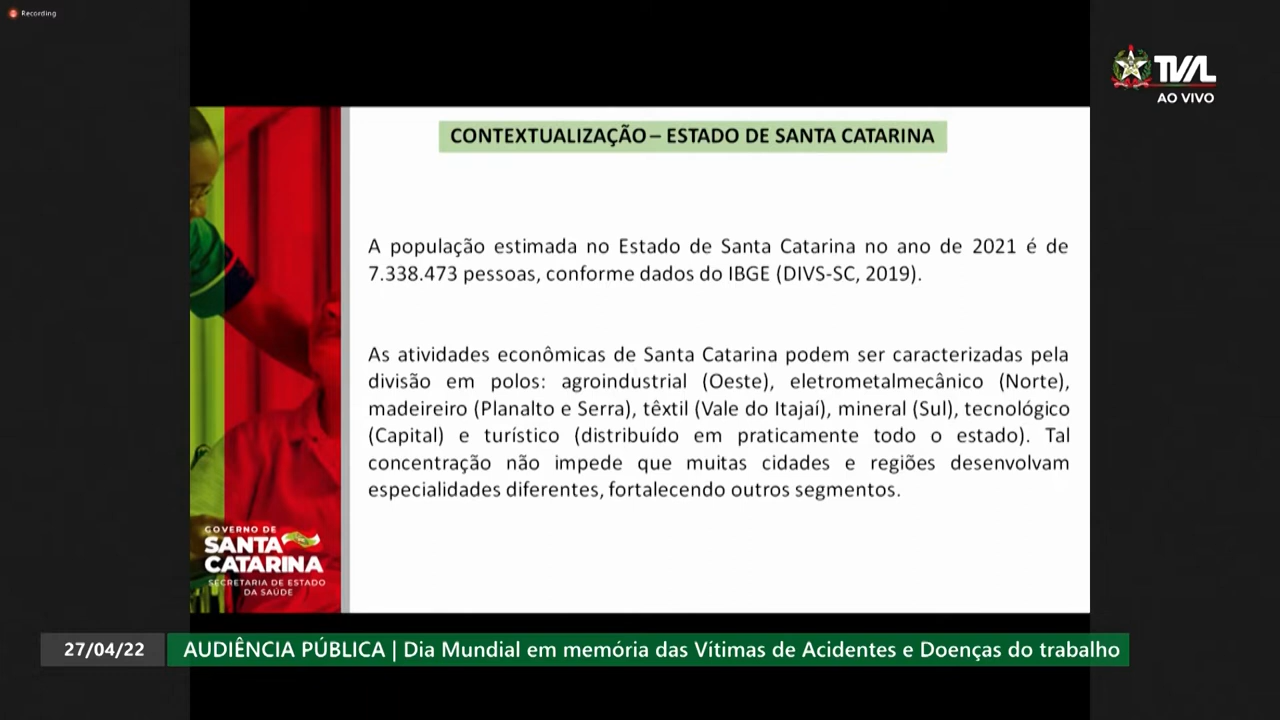 Recording
TVAL
AO VIVO
CONTEXTUALIZAÇÃO – ESTADO DE SANTA CATARINA
A população estimada no Estado de Santa Catarina no ano de 2021 é de
7.338.473 pessoas, conforme dados do IBGE (DIVS-SC, 2019).
As atividades econômicas de Santa Catarina podem ser caracterizadas pela
divisão em polos: agroindustrial (Oeste), eletrometalmecânico (Norte),
madeireiro (Planalto e Serra), têxtil (Vale do Itajaí), mineral (Sul), tecnológico
(Capital) e turístico (distribuído em praticamente todo o estado). Tal
concentração não impede que muitas cidades e regiões desenvolvam
especialidades diferentes, fortalecendo outros segmentos.
GOVERNO DE
SANTA
CATARINA
SECRETARIA DE ESTADO
DA SAÚDE
27/04/22
AUDIÊNCIA PÚBLICA | Dia Mundial em memória das Vítimas de Acidentes e Doenças do trabalho